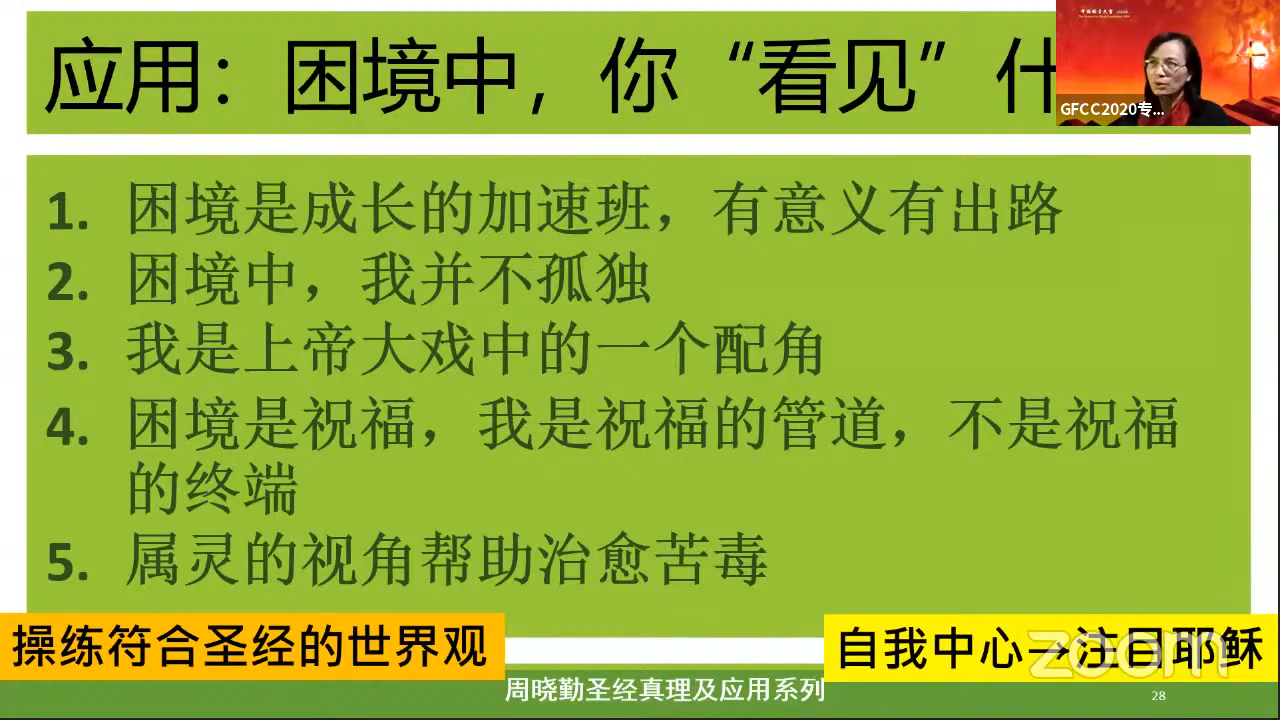 应用：困境中，你“看见”什
GFCC2020专...
1. 困境是成长的加速班，有意义有出路
2. 困境中，我并不孤独
3. 我是上帝大戏中的一个配角
4. 困境是祝福，我是祝福的管道，不是祝福
的终端
5. 属灵的视角帮助治愈苦毒
操练符合圣经的世界观
自我中心→注目耶稣
zoom
周晓勤圣经真理及应用系列
28